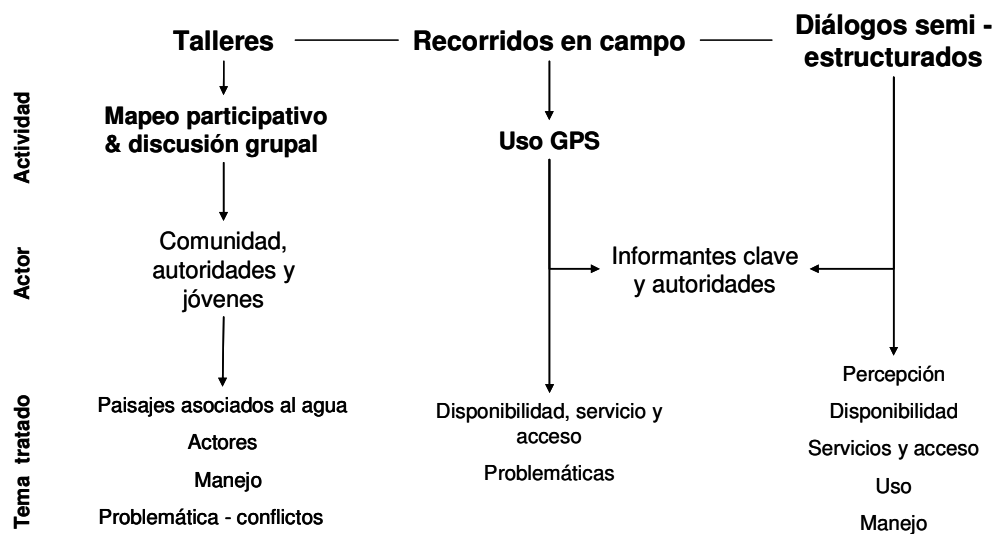 Talleres
Recorridos en campo
Diálogos semi -
estructurados
Actividad
Mapeo participativo
& discusión grupal
Uso GPS
Actor
Comunidad,
autoridades y
jóvenes
Informantes clave
y autoridades
Tema tratado
Paisajes asociados al agua
Actores
Manejo
Problemática - conflictos
Disponibilidad, servicio y
acceso
Problemáticas
Percepción
Disponibilidad
Servicios y acceso
Uso
Manejo